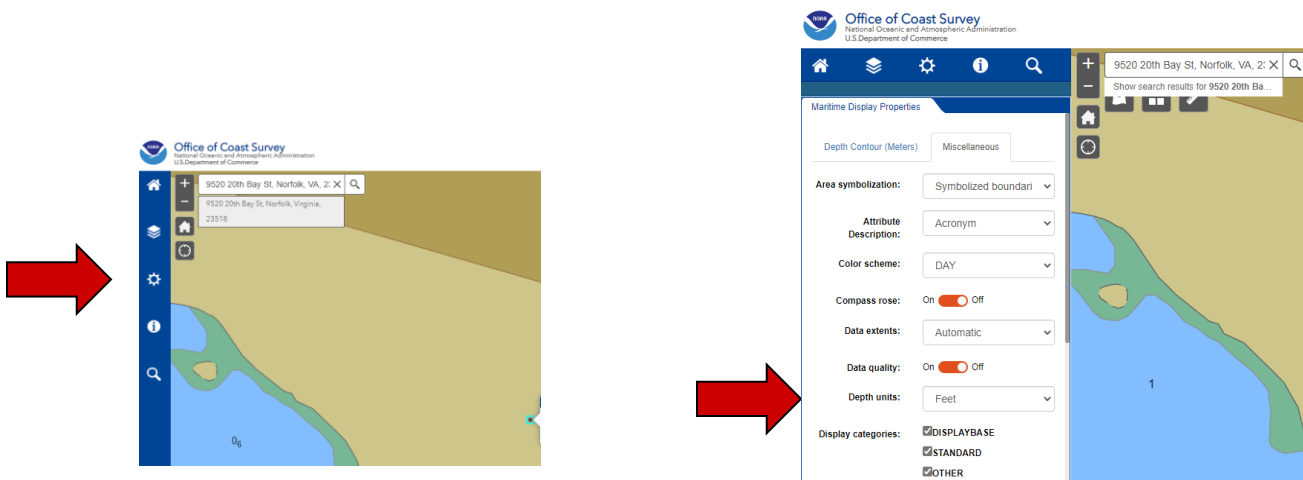 NOAA
Office of Coast Survey
National Oceanic and Atmospheric Administration
U.S.Department of Commerce
9520 20th Bay St, Norfolk, VA, 2
9520 20th Bay St, Norfolk, Virginia,
23518
0₆
NOAA
Office of Coast Survey
National Oceanic and Atmospheric Administration
U.S.Department of Commerce
9520 20th Bay St, Norfolk, VA, 2
Show search results for 9520 20th Ba...
Maritime Display Properties
Depth Contour (Meters) Miscellaneous
Area symbolization: Symbolized boundari
Attribute
Description: Acronym
Color scheme: DAY
Compass rose: On Off
Data extents: Automatic
Data quality: On Off
Depth units: Feet
Display categories: DISPLAYBASE
STANDARD
OTHER
1